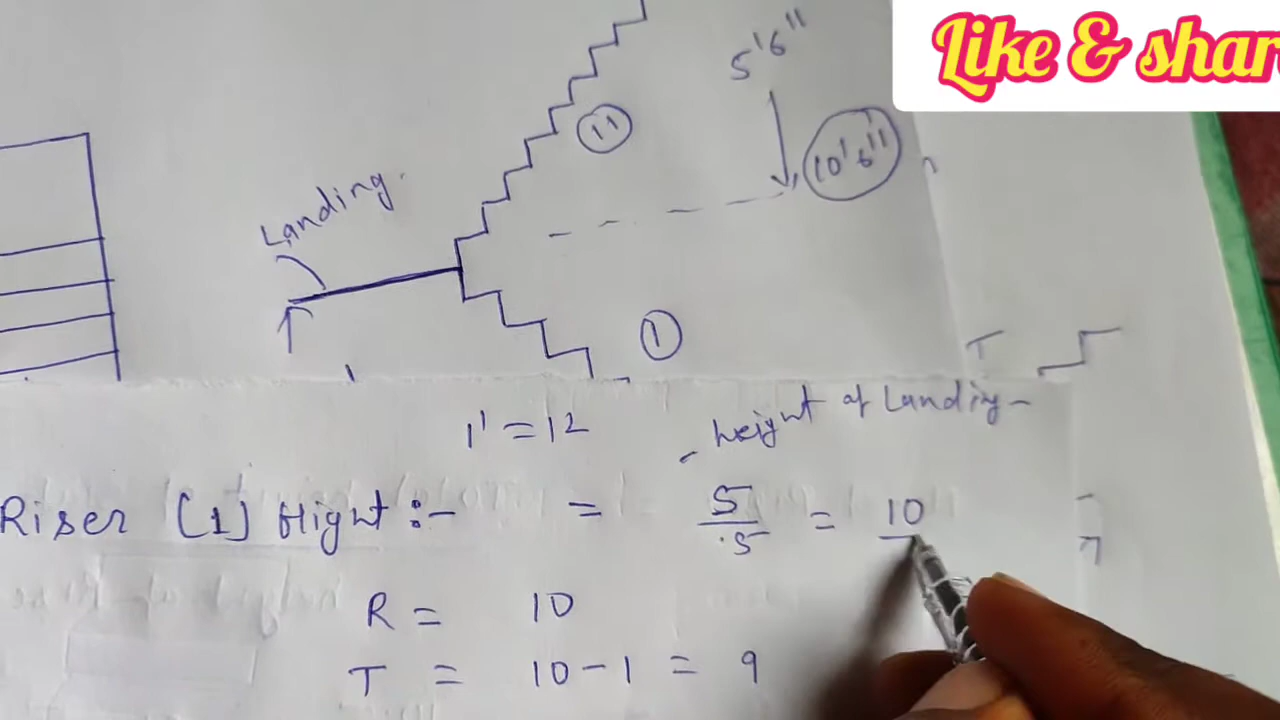 Like & shar
5'6"
11
10'6"
Landing
1
T
1' = 12
height of Landing -
Riser (1) flight :- = 5/.5 = 10
R = 10
T = 10 - 1 = 9